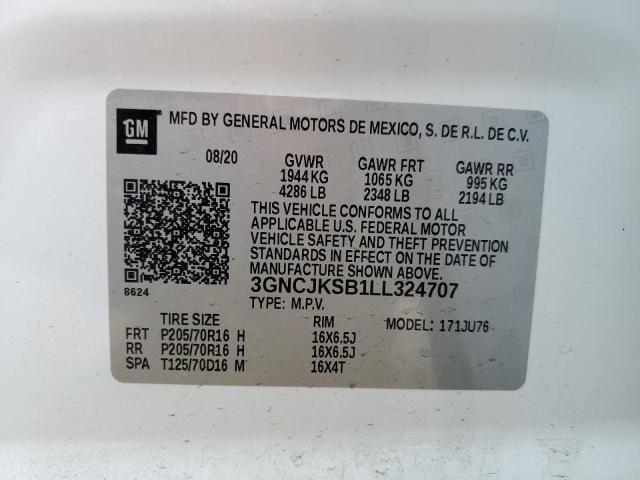 GM MFD BY GENERAL MOTORS DE MEXICO, S. DE R.L. DE C.V.
08/20 GVWR GAWR FRT GAWR RR
1944 KG 1065 KG 995 KG
4286 LB 2348 LB 2194 LB
THIS VEHICLE CONFORMS TO ALL
APPLICABLE U.S. FEDERAL MOTOR
VEHICLE SAFETY AND THEFT PREVENTION
STANDARDS IN EFFECT ON THE DATE OF
MANUFACTURE SHOWN ABOVE.
8624 3GNCJKSB1LL324707
TYPE: M.P.V.
TIRE SIZE RIM MODEL: 171JU76
FRT P205/70R16 H 16X6.5J
RR P205/70R16 H 16X6.5J
SPA T125/70D16 M 16X4T